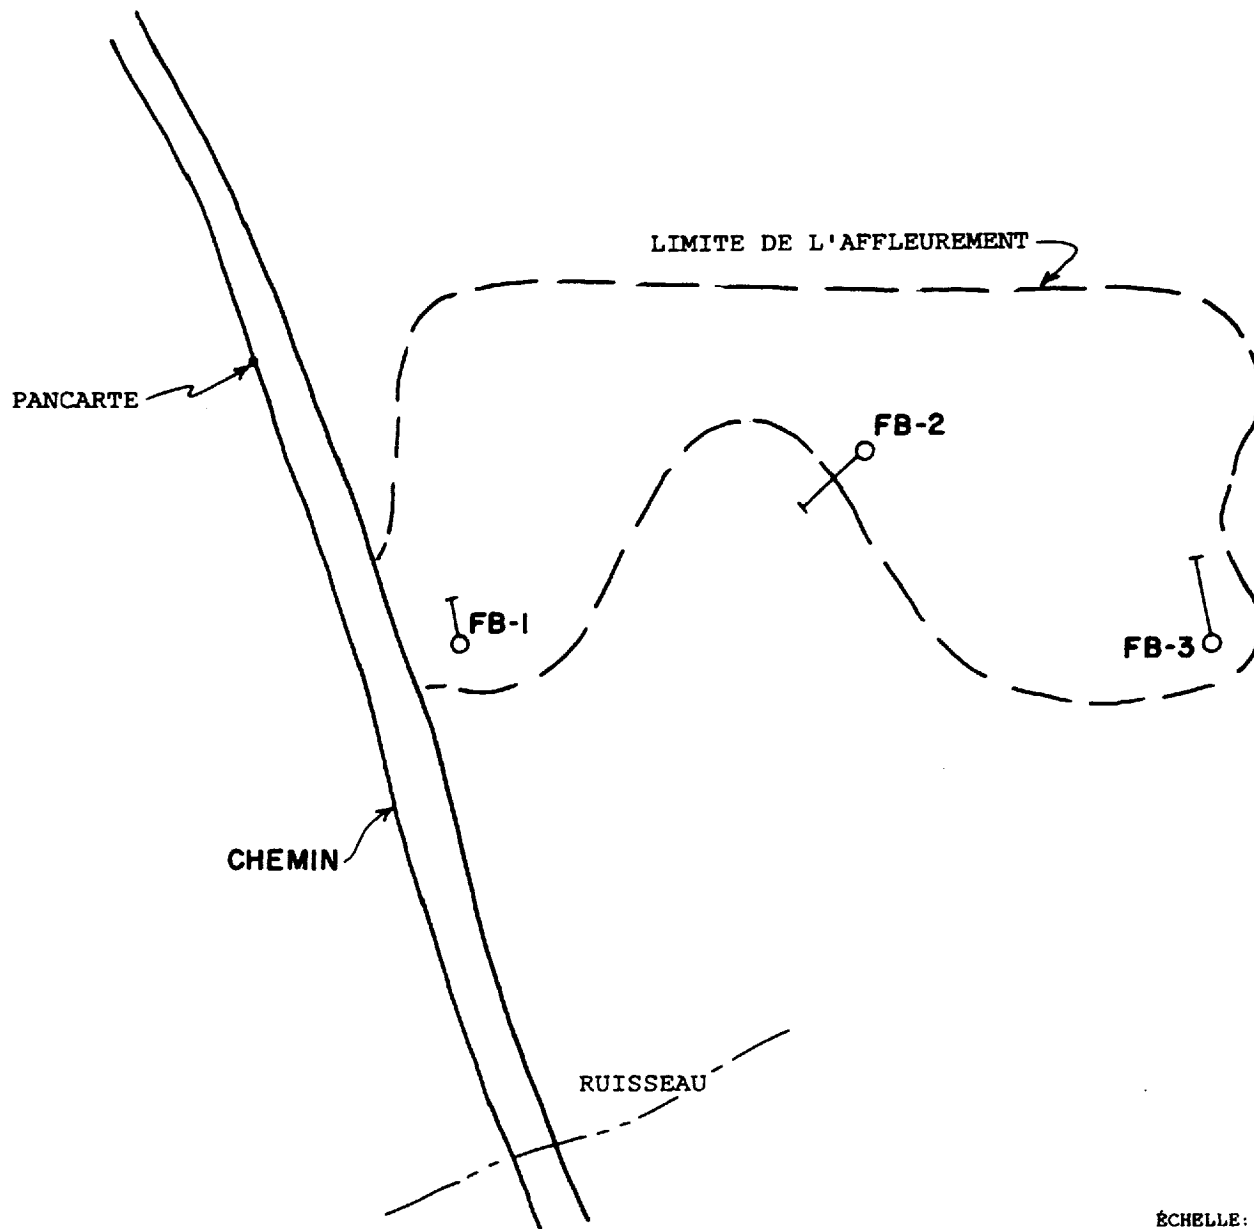 LIMITE DE L'AFFLEUREMENT
PANCARTE
FB-2
FB-1
FB-3
CHEMIN
RUISSEAU
ÉCHELLE: